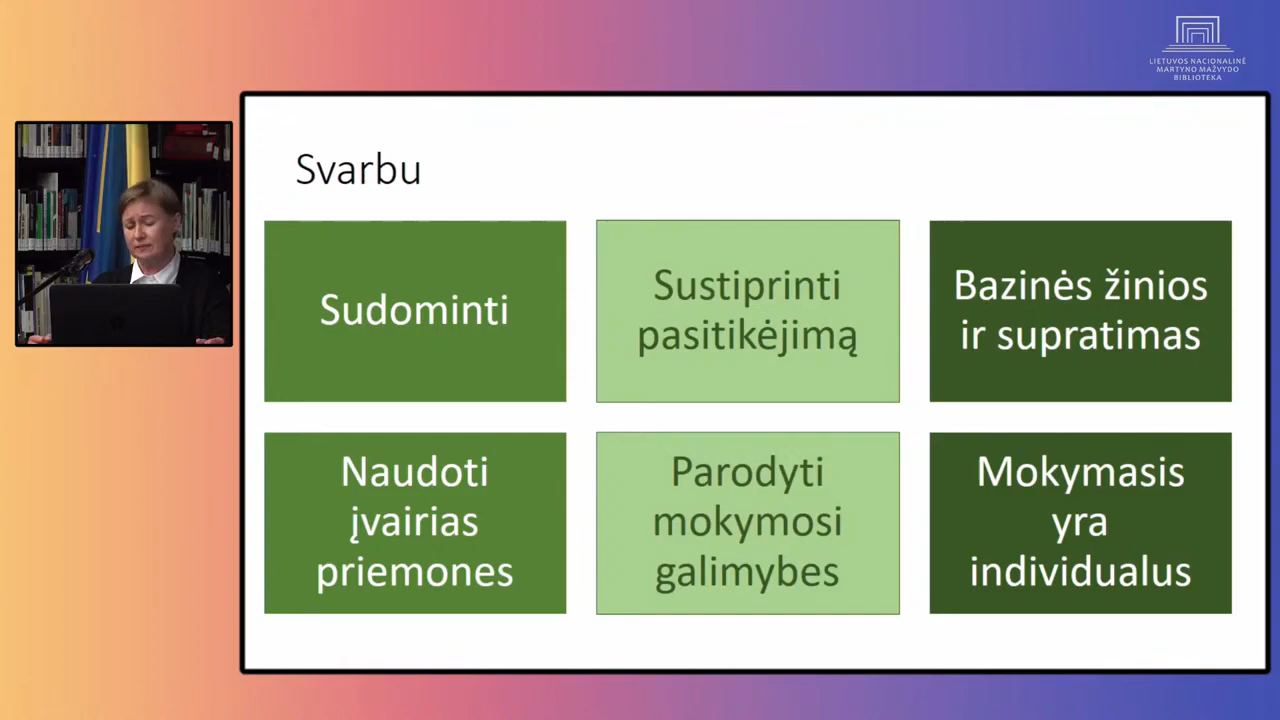 LIETUVOS NACIONALINĖ
MARTYNO MAŽVYDO
BIBLIOTEKA
Svarbu
Sudominti
Sustiprinti
pasitikėjimą
Bazinės žinios
ir supratimas
Naudoti
įvairias
priemones
Parodyti
mokymosi
galimybes
Mokymasis
yra
individualus